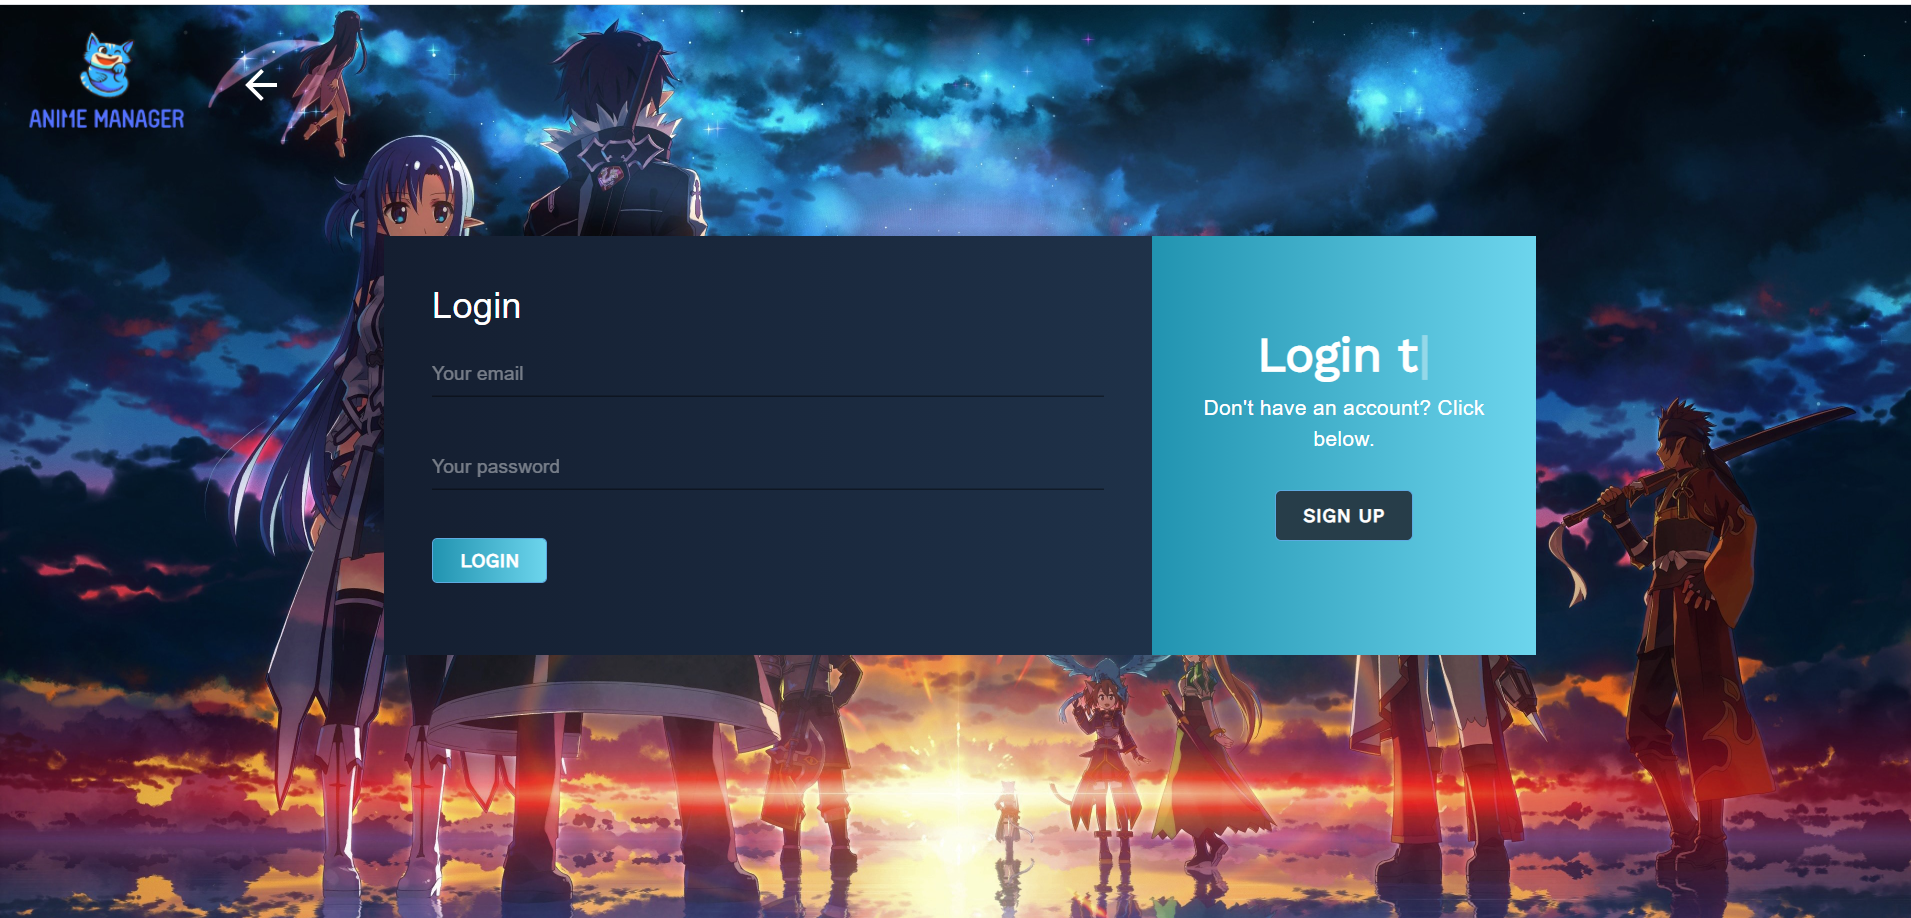 ANIME MANAGER
Login
Your email
Your password
LOGIN
Login t
Don't have an account? Click
below.
SIGN UP